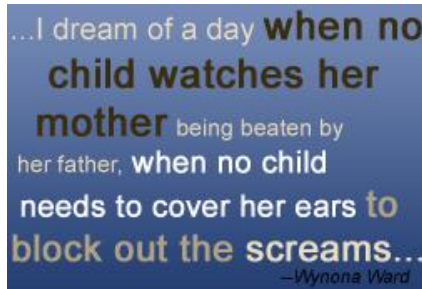 ...I dream of a day when no
child watches her
mother being beaten by
her father, when no child
needs to cover her ears to
block out the screams...
–Wynona Ward